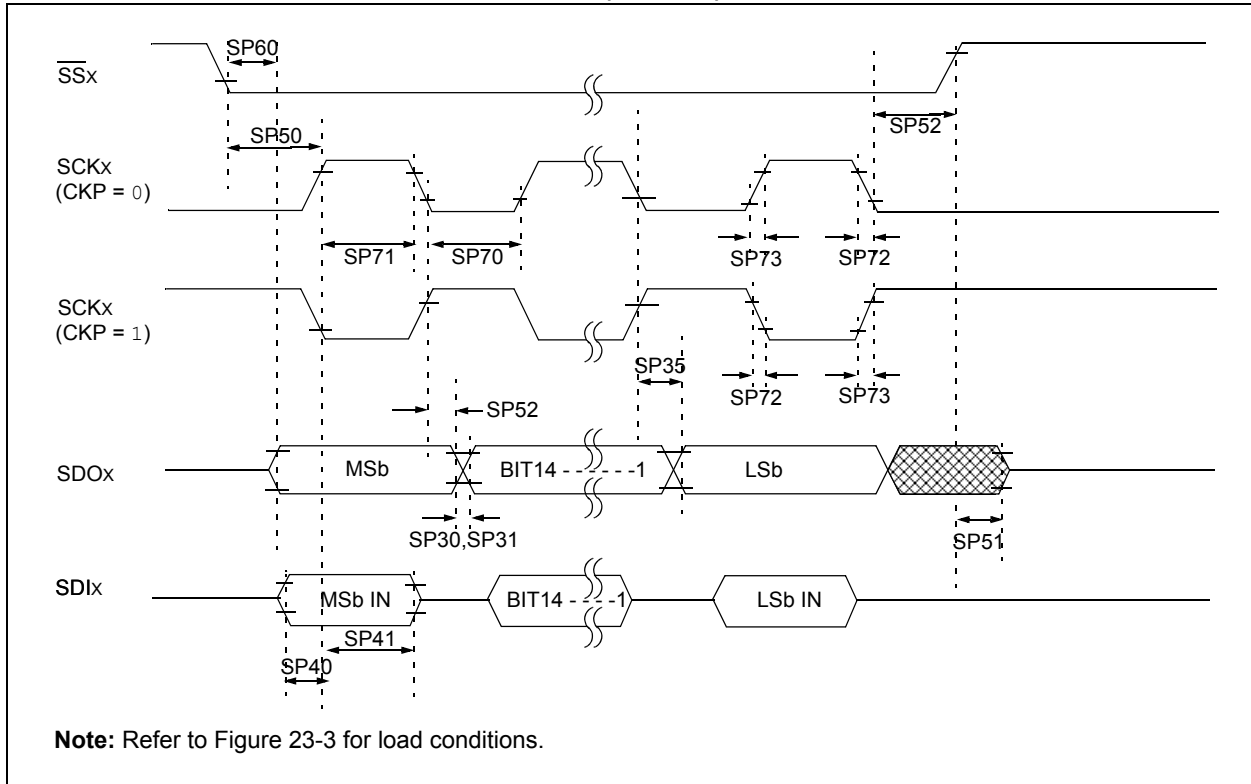 SP60
SSx
SP50
SP52
SCKx
(CKP = 0)
SP71
SP70
SP73
SP72
SCKx
(CKP = 1)
SP35
SP72
SP73
SP52
SDOx
MSb
BIT14 - - - - - -1
LSb
SP30,SP31
SP51
SDIx
MSb IN
BIT14 - - - -1
LSb IN
SP41
SP40
Note: Refer to Figure 23-3 for load conditions.